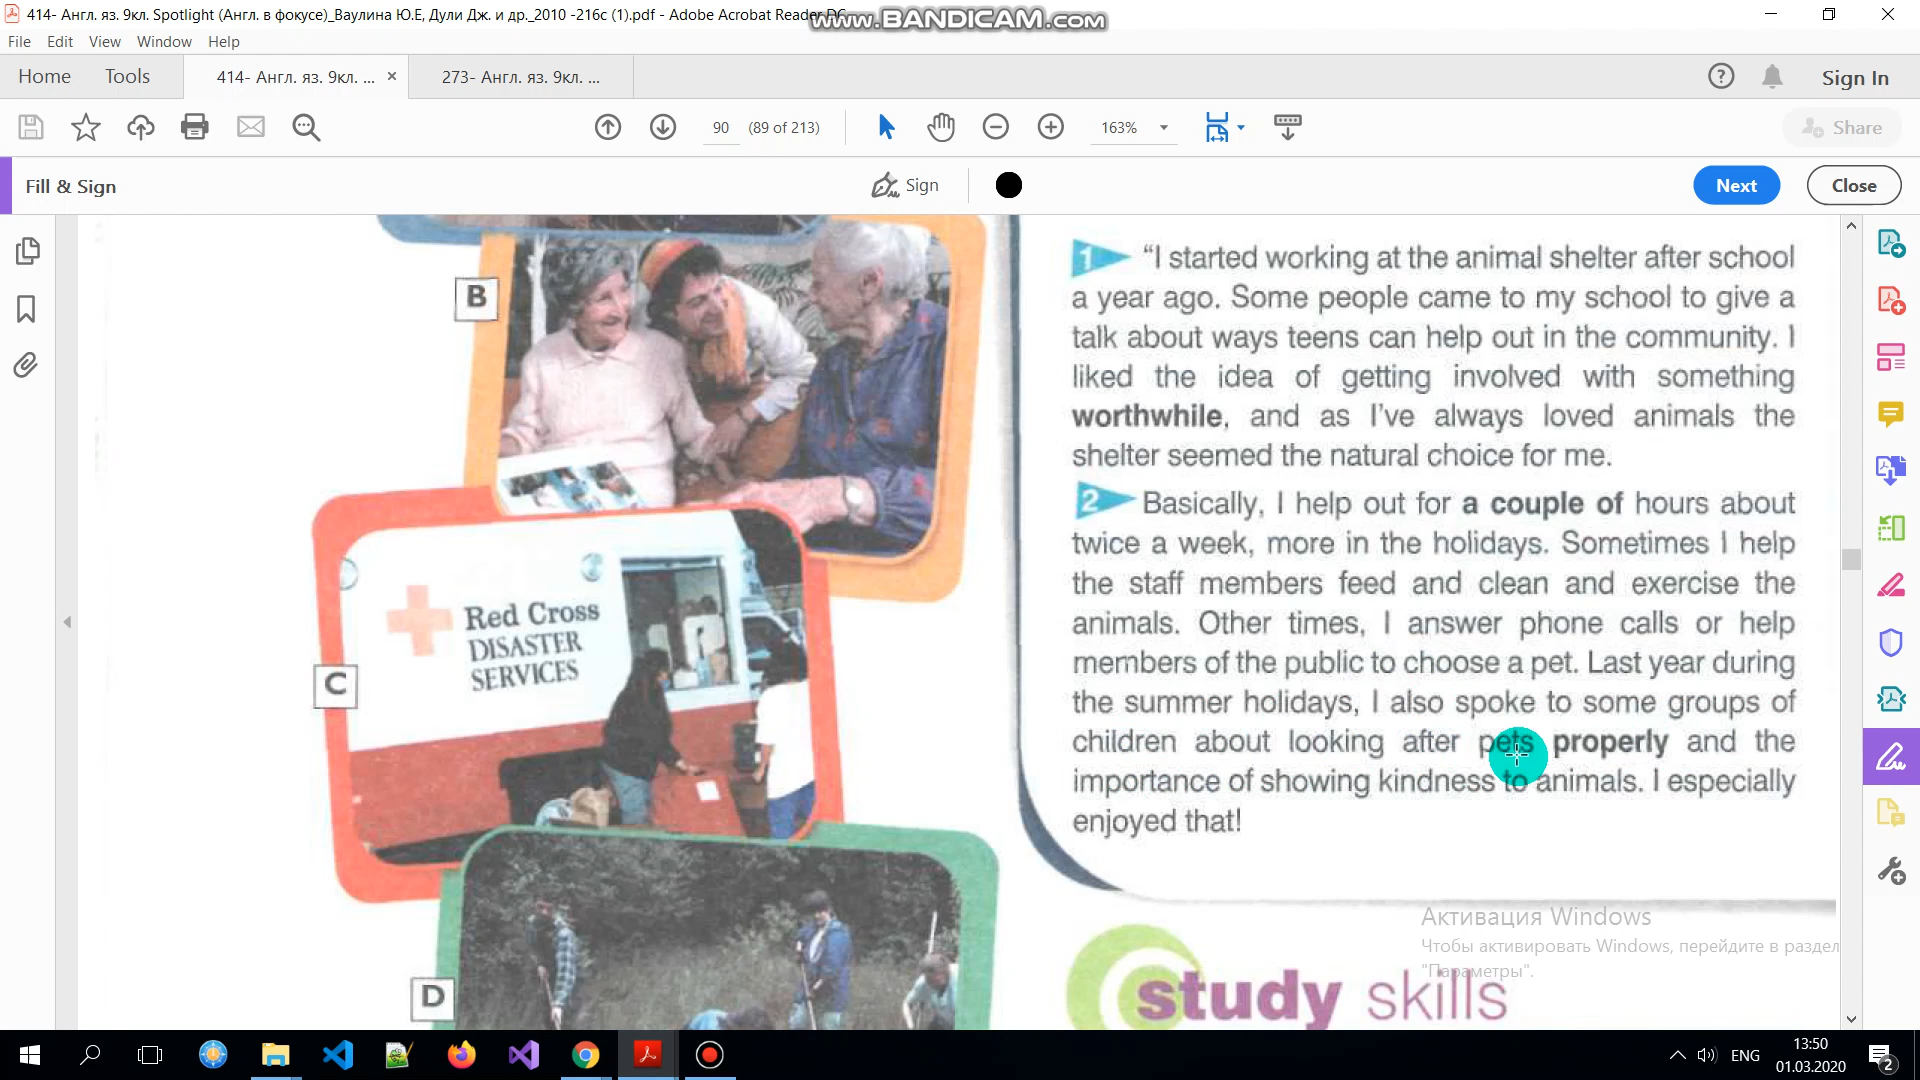 414- Англ. яз. 9кл. Spotlight (Англ. в фокусе)_Ваулина Ю.Е, Дули Дж. и др._2010 -216с (1).pdf - Adobe Acrobat Reader DC
www.BANDICAM.com
File Edit View Window Help
Home Tools 414- Англ. яз. 9кл. ... × 273- Англ. яз. 9кл. ... Sign In
90 (89 of 213) 163% Share
Fill & Sign Sign Next Close
B
C
Red Cross
DISASTER
SERVICES
D
1 “I started working at the animal shelter after school
a year ago. Some people came to my school to give a
talk about ways teens can help out in the community. I
liked the idea of getting involved with something
worthwhile, and as I’ve always loved animals the
shelter seemed the natural choice for me.
2 Basically, I help out for a couple of hours about
twice a week, more in the holidays. Sometimes I help
the staff members feed and clean and exercise the
animals. Other times, I answer phone calls or help
members of the public to choose a pet. Last year during
the summer holidays, I also spoke to some groups of
children about looking after pets properly and the
importance of showing kindness to animals. I especially
enjoyed that!
Активация Windows
Чтобы активировать Windows, перейдите в раздел
"Параметры".
study skills
ENG
13:50
01.03.2020
2